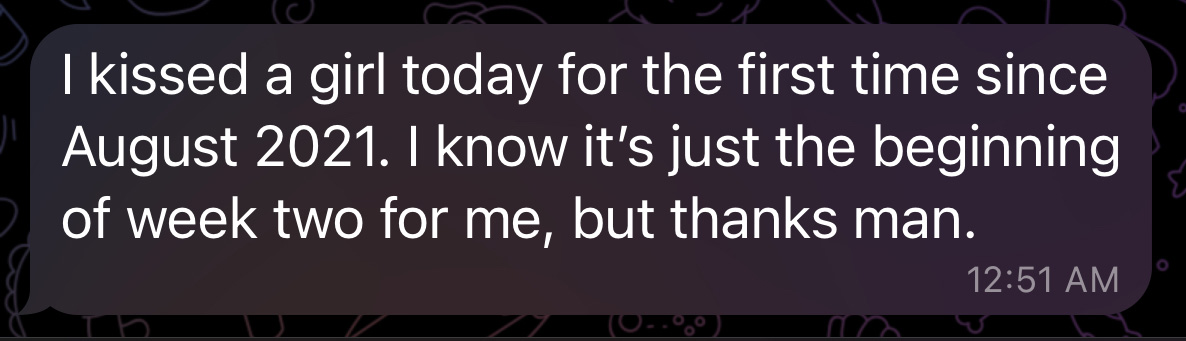 I kissed a girl today for the first time since
August 2021. I know it’s just the beginning
of week two for me, but thanks man.
12:51 AM